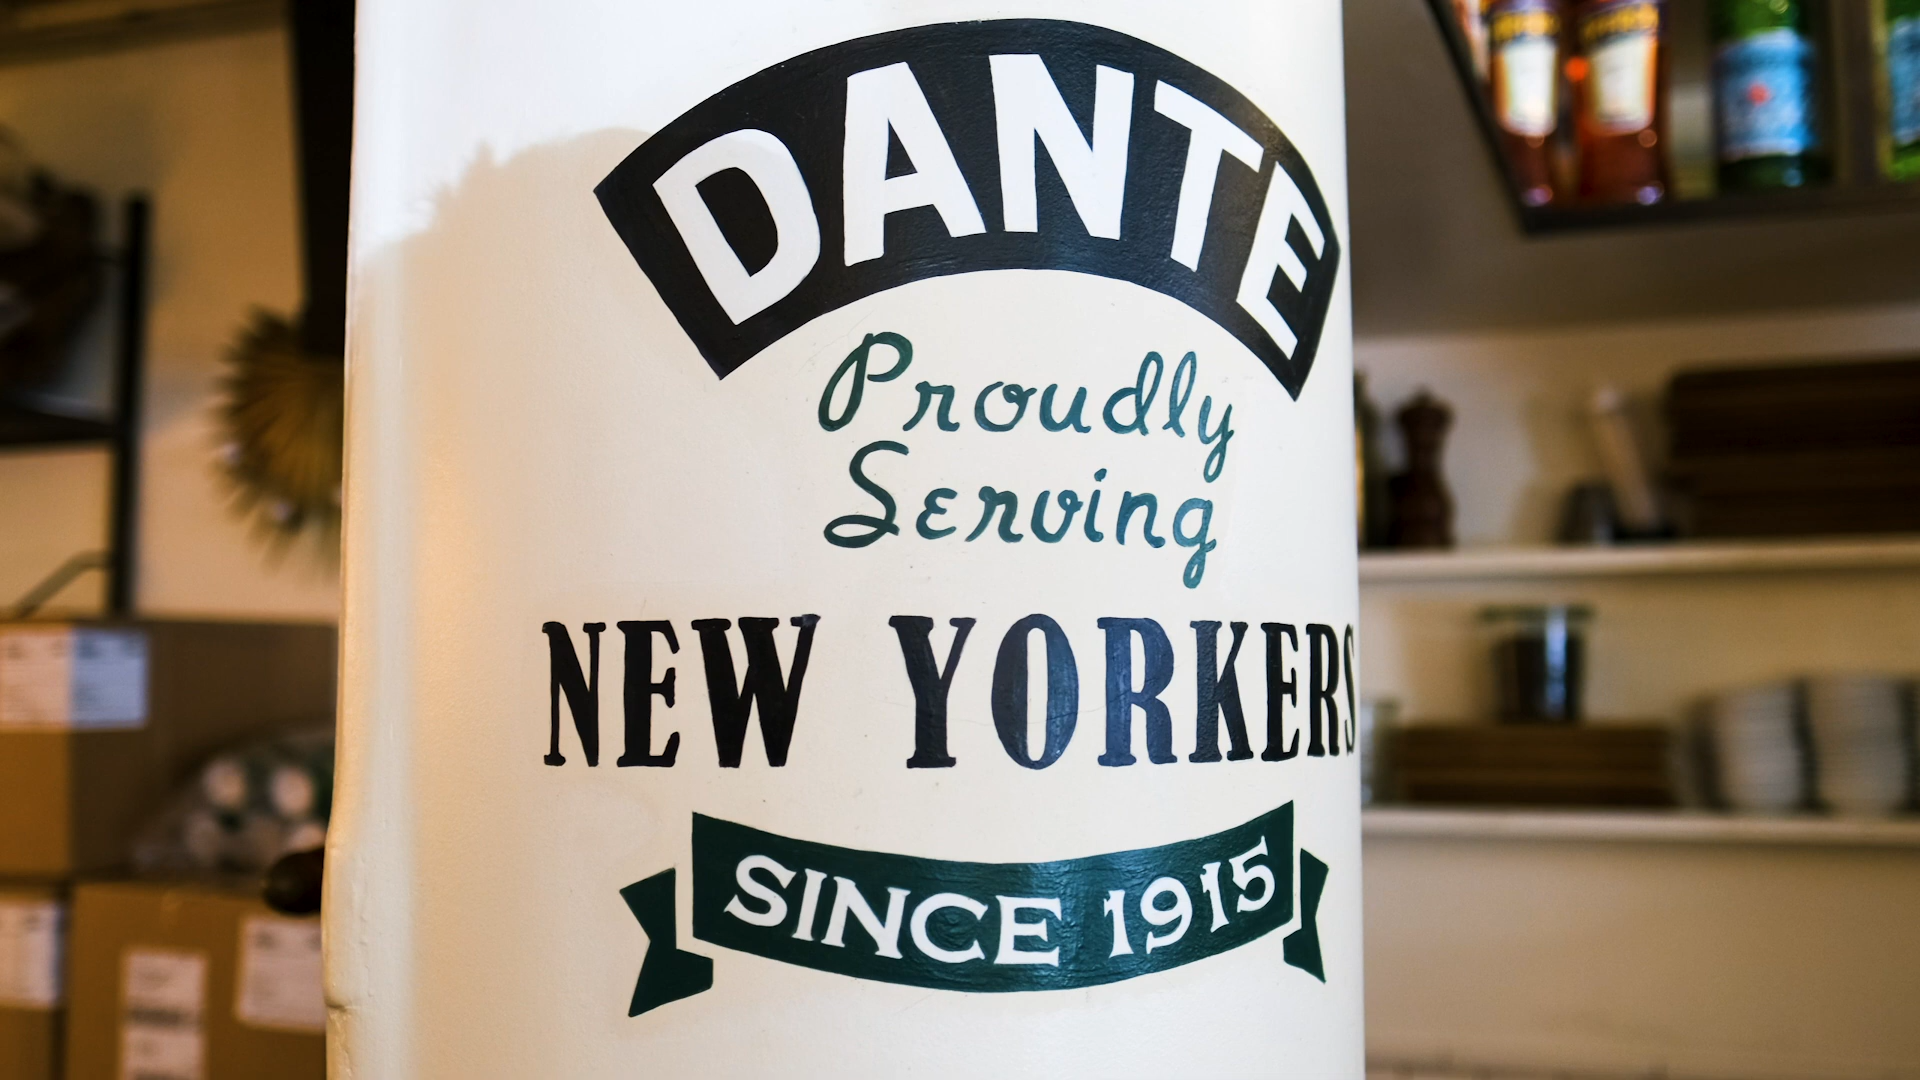 DANTE
Proudly
Serving
NEW YORKERS
SINCE 1915